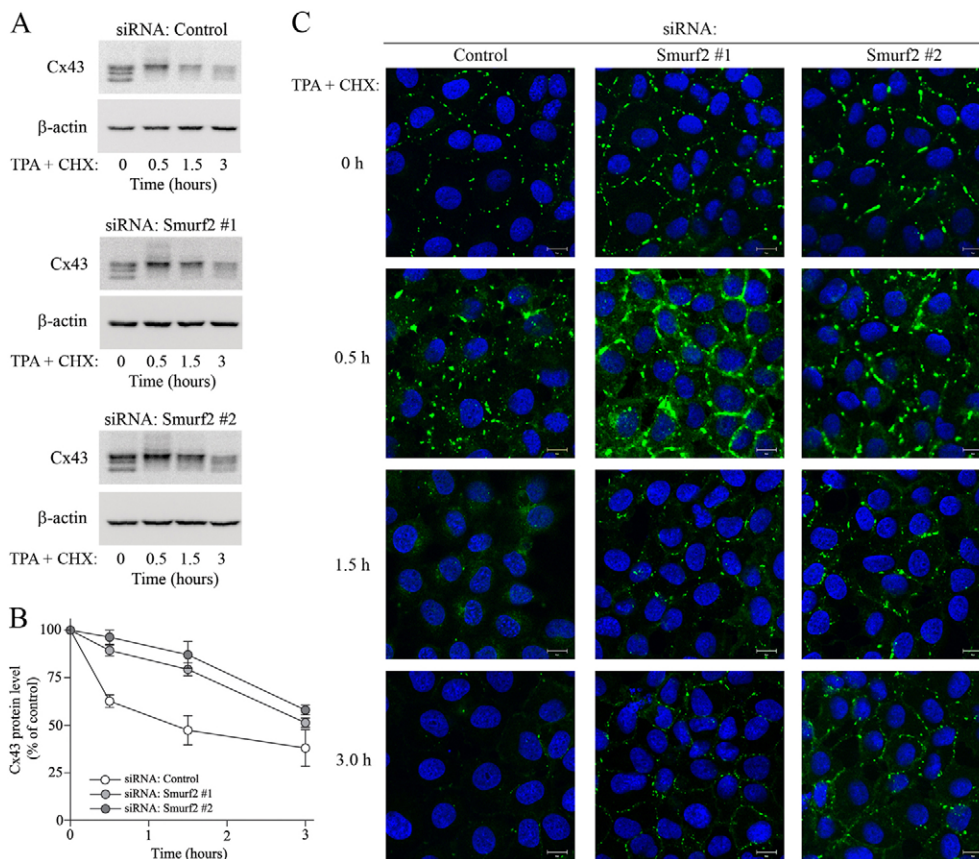 A
siRNA: Control
Cx43
β-actin
TPA + CHX: 0 0.5 1.5 3
Time (hours)
siRNA: Smurf2 #1
Cx43
β-actin
TPA + CHX: 0 0.5 1.5 3
Time (hours)
siRNA: Smurf2 #2
Cx43
β-actin
TPA + CHX: 0 0.5 1.5 3
Time (hours)
B
Cx43 protein level
(% of control)
100
75
50
25
0
0 1 2 3
Time (hours)
siRNA: Control
siRNA: Smurf2 #1
siRNA: Smurf2 #2
C
siRNA:
Control Smurf2 #1 Smurf2 #2
TPA + CHX:
0 h
0.5 h
1.5 h
3.0 h